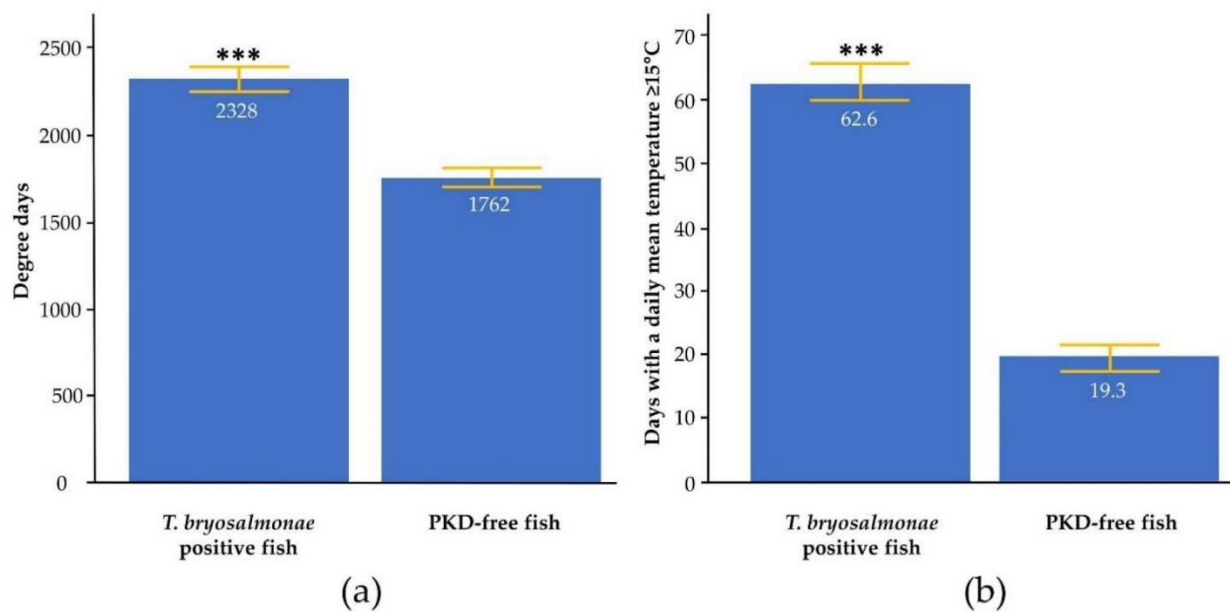 Degree days
2500
2000
1500
1000
500
0
***
2328
1762
T. bryosalmonae
positive fish
PKD-free fish
(a)
Days with a daily mean temperature ≥15°C
70
60
50
40
30
20
10
0
***
62.6
19.3
T. bryosalmonae
positive fish
PKD-free fish
(b)